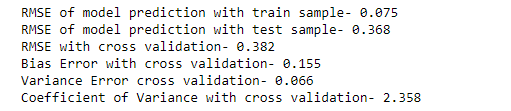 RMSE of model prediction with train sample- 0.075
RMSE of model prediction with test sample- 0.368
RMSE with cross validation- 0.382
Bias Error with cross validation- 0.155
Variance Error cross validation- 0.066
Coefficient of Variance with cross validation- 2.358